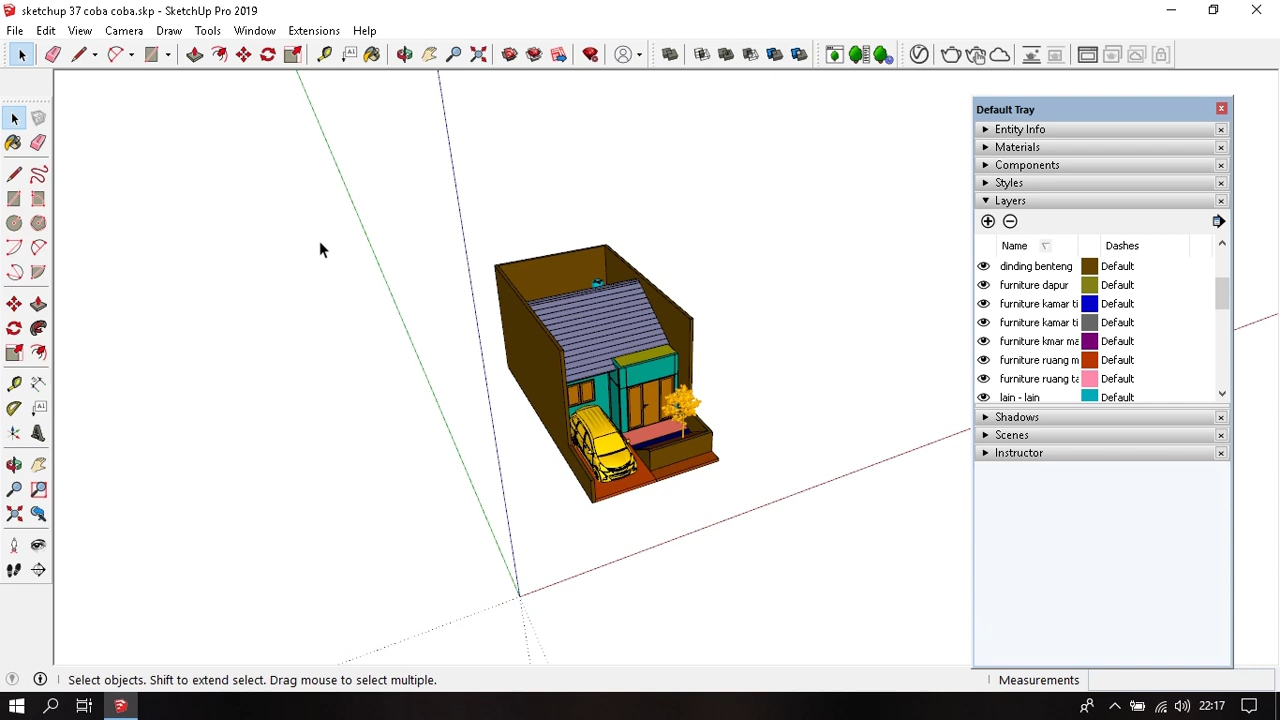 sketchup 37 coba coba.skp - SketchUp Pro 2019
File Edit View Camera Draw Tools Window Extensions Help
Default Tray
Entity Info
Materials
Components
Styles
Layers
Name Dashes
dinding benteng Default
furniture dapur Default
furniture kamar ti Default
furniture kamar ti Default
furniture kmar ma Default
furniture ruang m Default
furniture ruang ta Default
lain - lain Default
Shadows
Scenes
Instructor
Select objects. Shift to extend select. Drag mouse to select multiple. Measurements
22:17